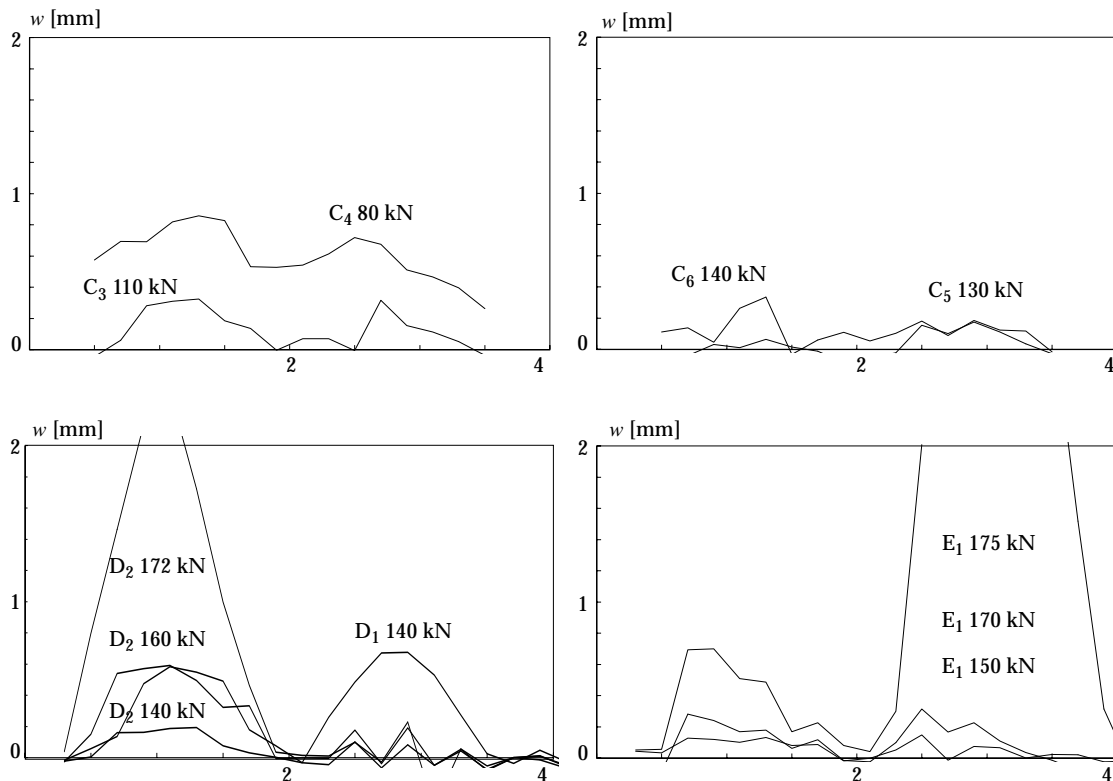 w [mm]
2
1
0
C₄ 80 kN
C₃ 110 kN
2
4
w [mm]
2
1
0
C₆ 140 kN
C₅ 130 kN
2
4
w [mm]
2
1
0
D₂ 172 kN
D₂ 160 kN
D₁ 140 kN
D₂ 140 kN
2
4
w [mm]
2
1
0
E₁ 175 kN
E₁ 170 kN
E₁ 150 kN
2
4